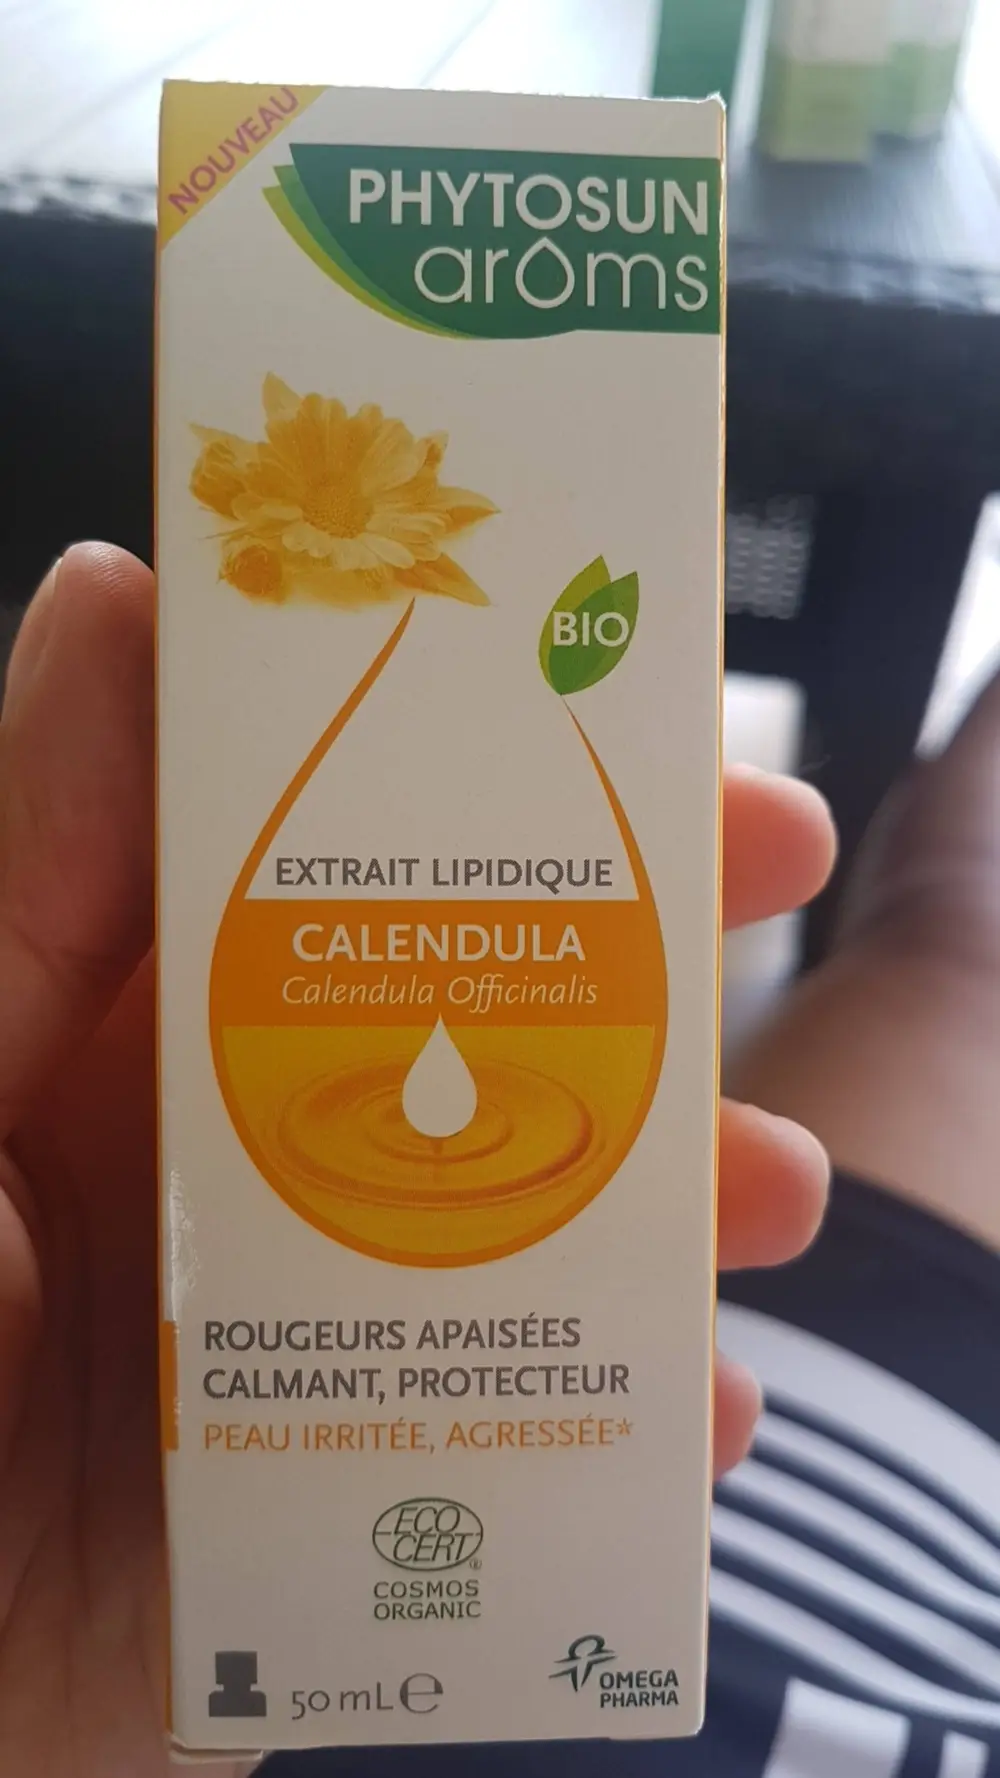 NOUVEAU
PHYTOSUN
arôms
BIO
EXTRAIT LIPIDIQUE
CALENDULA
Calendula Officinalis
ROUGEURS APAISÉES
CALMANT, PROTECTEUR
PEAU IRRITÉE, AGRESSÉE*
ECO
CERT®
COSMOS
ORGANIC
50 mL ℮
OMEGA
PHARMA